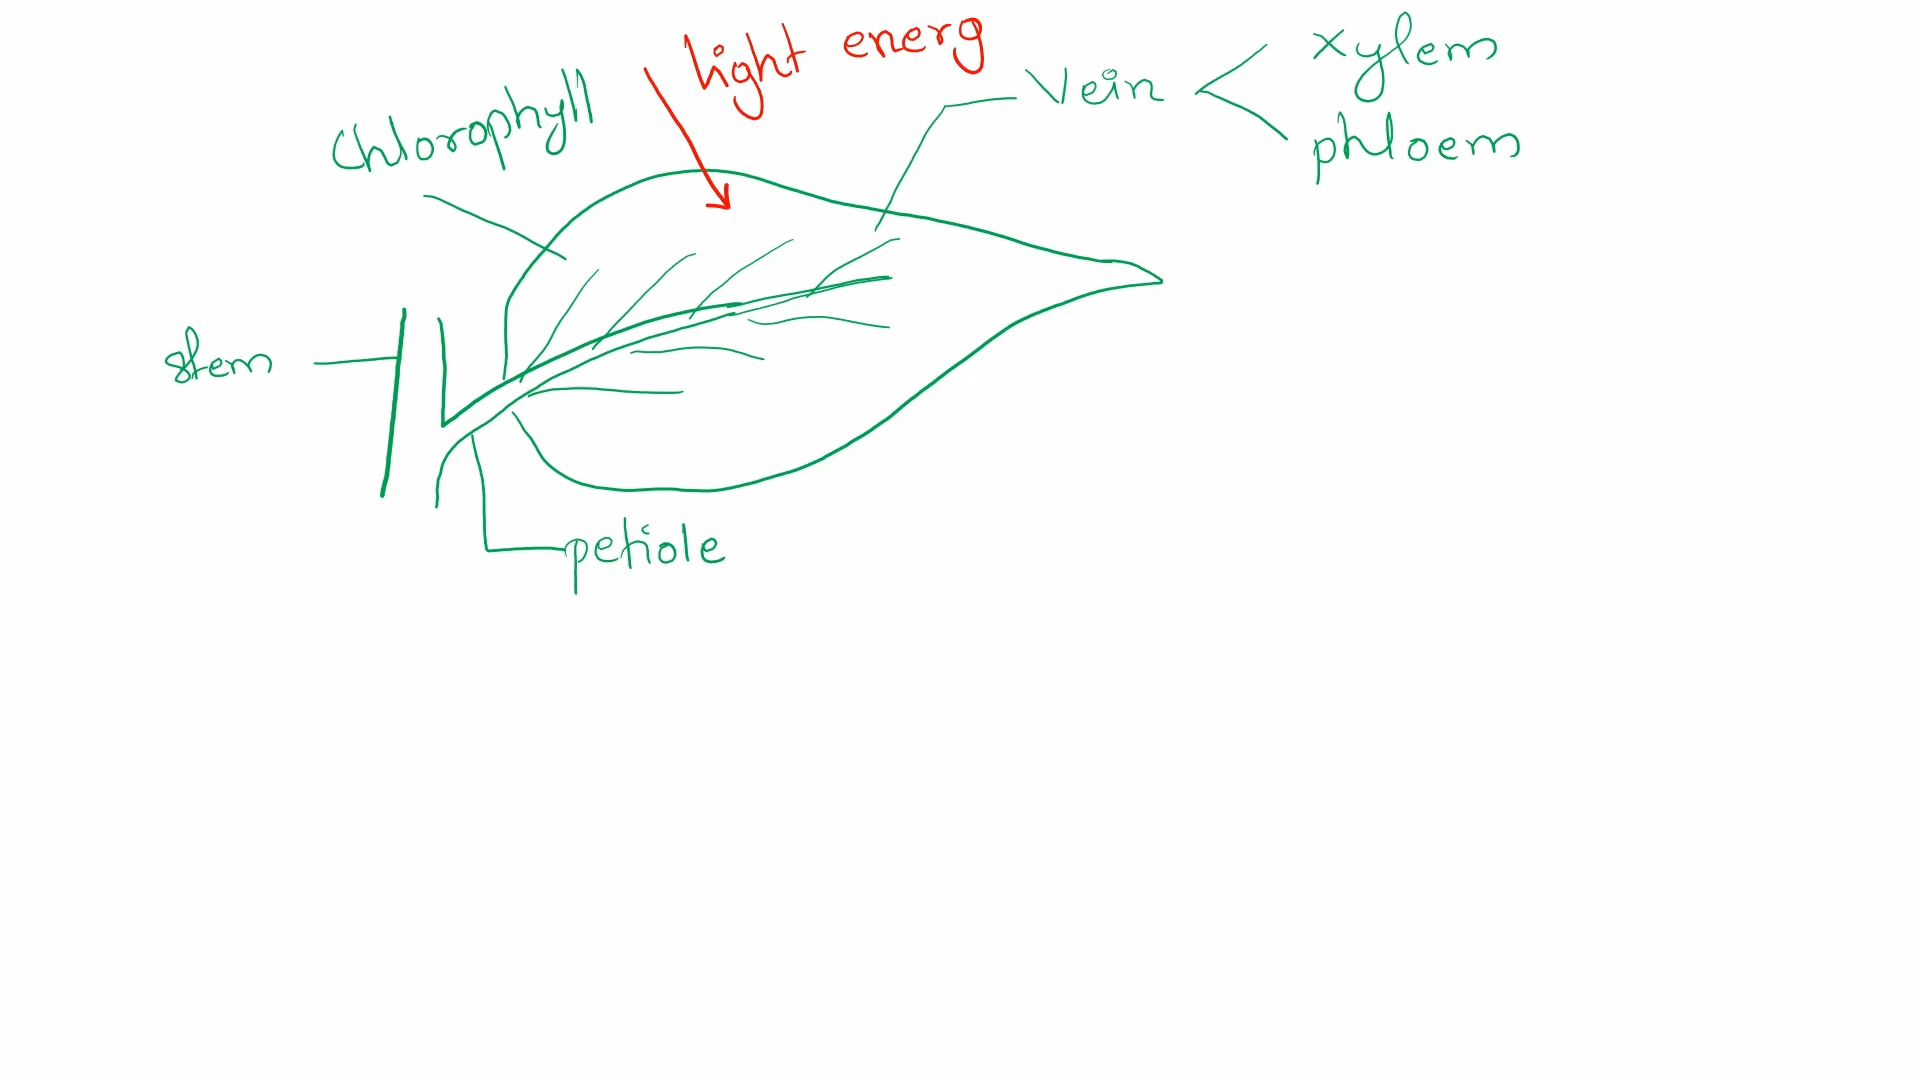 light energ
xylem
Vein
Chlorophyll
phloem
stem
petiole